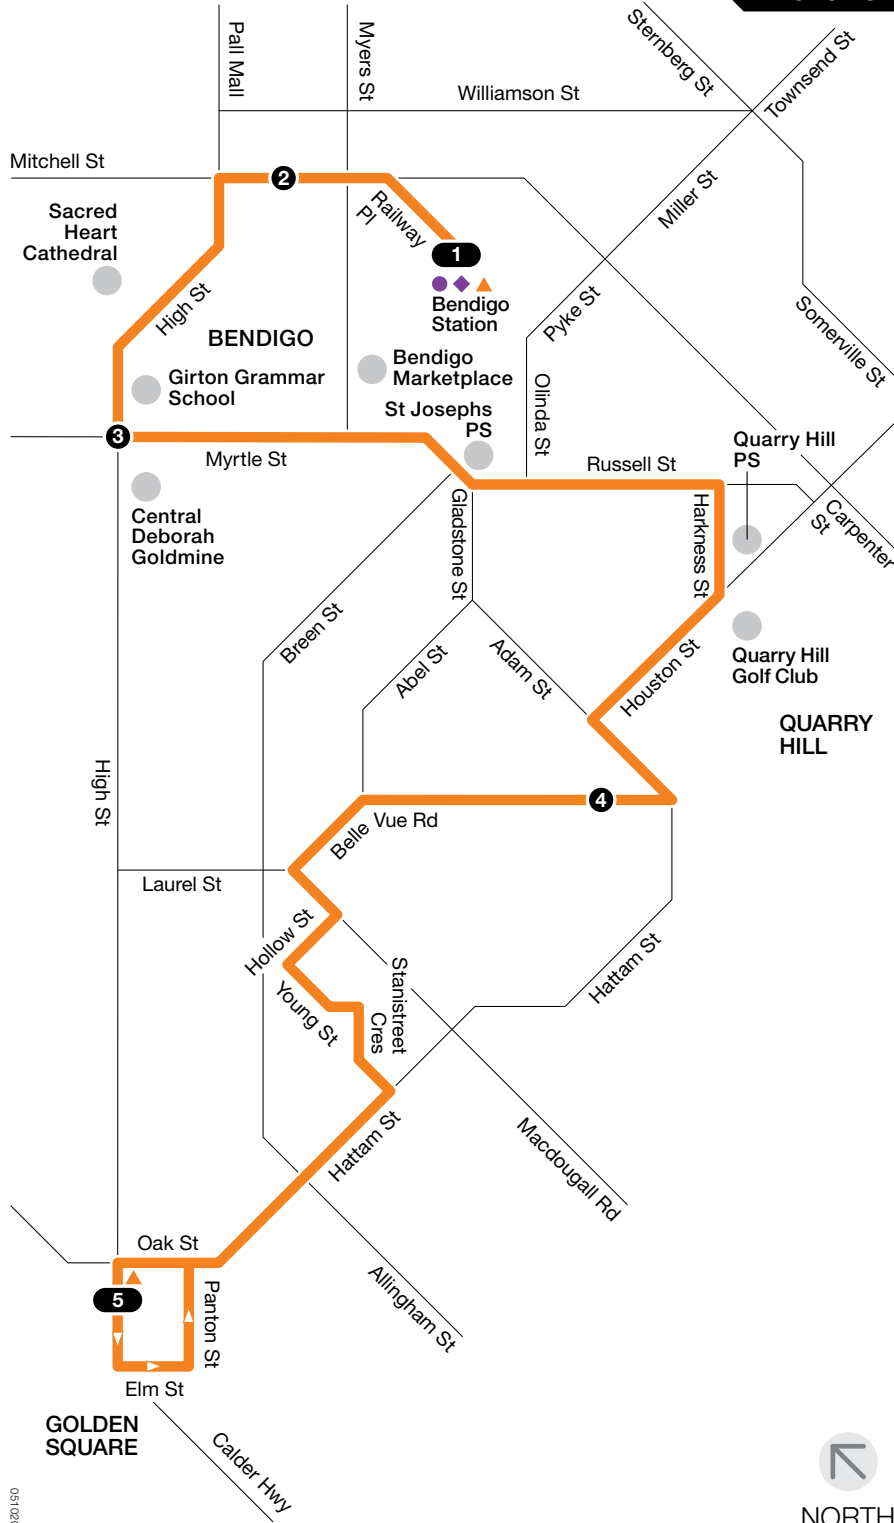 Pall Mall
Myers St
Sternberg St
Townsend St
Williamson St
Mitchell St
2
Railway
Pl
Miller St
Sacred
Heart
Cathedral
1
High St
Bendigo
Station
Pyke St
Somerville St
BENDIGO
Bendigo
Marketplace
Girton Grammar
School
Olinda St
St Josephs
PS
3
Quarry Hill
PS
Myrtle St
Russell St
Central
Deborah
Goldmine
Gladstone St
Harkness St
Carpenter
St
Breen St
Abel St
Adam St
Houston St
Quarry Hill
Golf Club
QUARRY
HILL
High St
4
Belle Vue Rd
Laurel St
Hollow St
Young St
Stanistreet
Cres
Hattam St
Hattam St
Macdougall Rd
Oak St
5
Panton St
Allingham St
Elm St
GOLDEN
SQUARE
Calder Hwy
NORTH